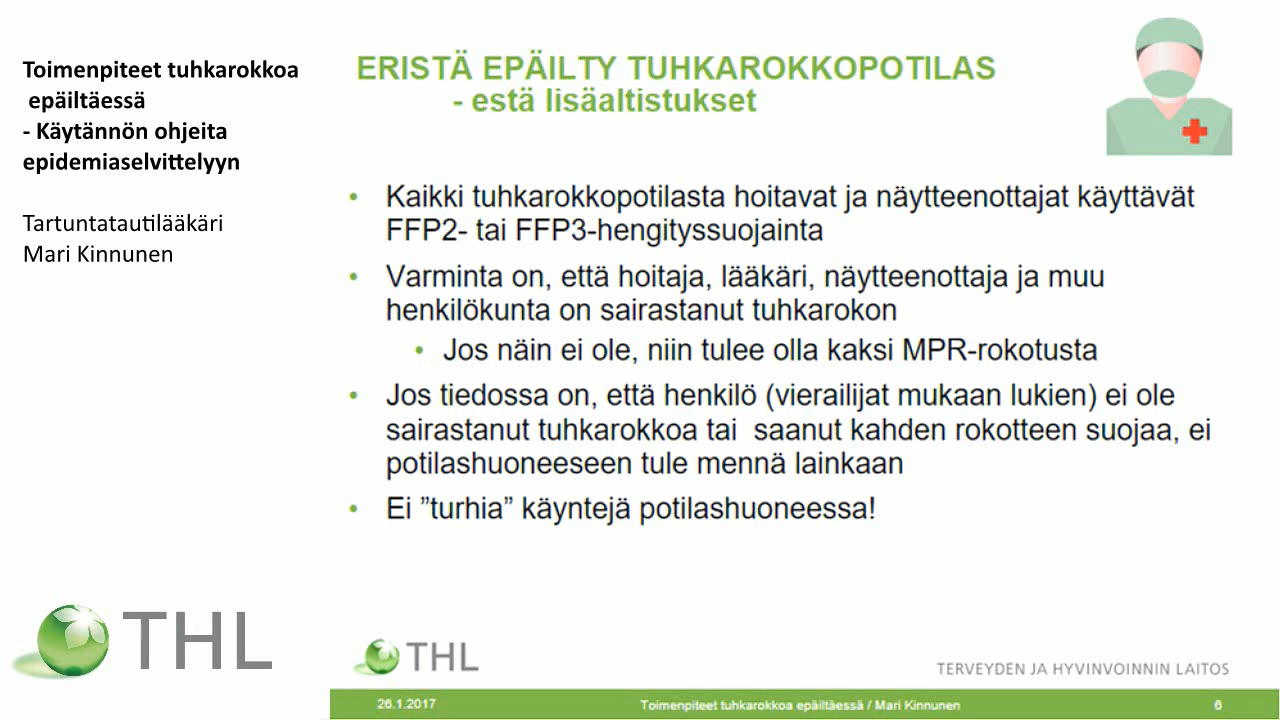 Toimenpiteet tuhkarokkoa
epäiltäessä
- Käytännön ohjeita
epidemiaselvittelyyn
Tartuntatautilääkäri
Mari Kinnunen
THL
ERISTÄ EPÄILTY TUHKAROKKOPOTILAS
- estä lisäaltistukset
• Kaikki tuhkarokkopotilasta hoitavat ja näytteenottajat käyttävät
FFP2- tai FFP3-hengityssuojainta
• Varminta on, että hoitaja, lääkäri, näytteenottaja ja muu
henkilökunta on sairastanut tuhkarokon
• Jos näin ei ole, niin tulee olla kaksi MPR-rokotusta
• Jos tiedossa on, että henkilö (vierailijat mukaan lukien) ei ole
sairastanut tuhkarokkoa tai saanut kahden rokotteen suojaa, ei
potilashuoneeseen tule mennä lainkaan
• Ei ”turhia” käyntejä potilashuoneessa!
THL
TERVEYDEN JA HYVINVOINNIN LAITOS
26.1.2017
Toimenpiteet tuhkarokkoa epäiltäessä / Mari Kinnunen
6